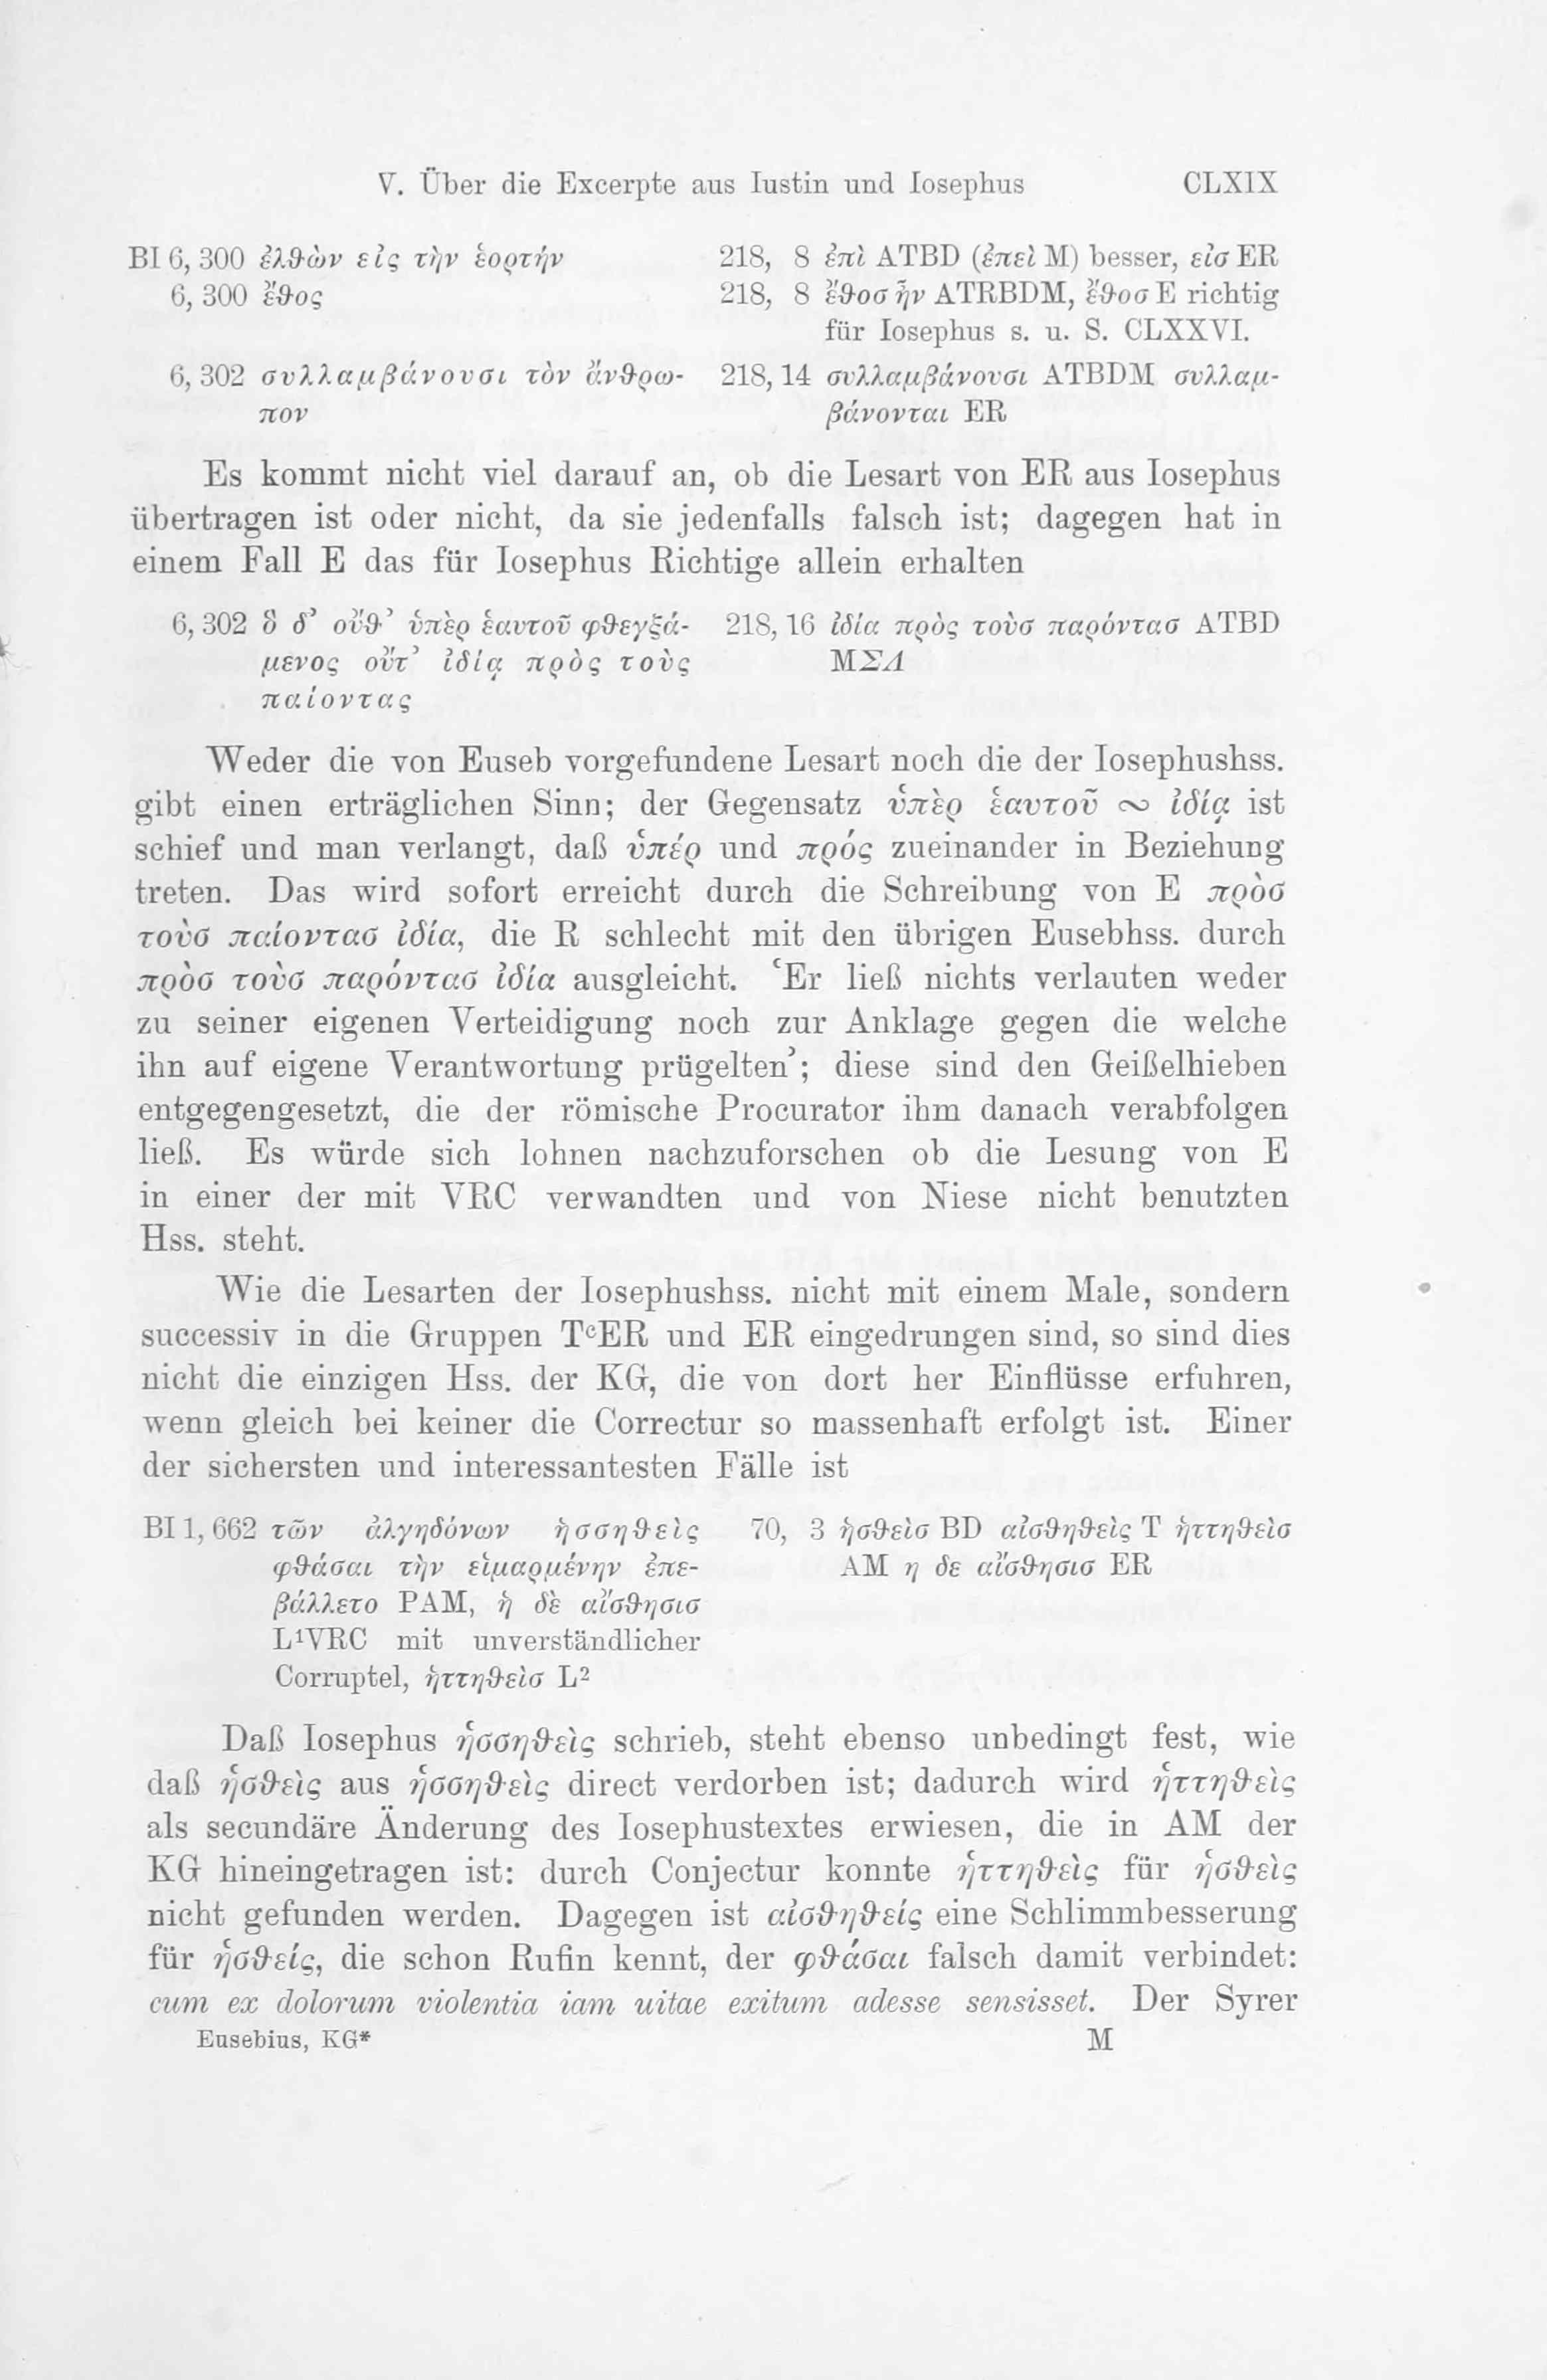 V. Über die Excerpte aus Iustin und Iosephus CLXIX
BI 6, 300 ἐλθὼν εἰς τὴν ἑορτήν 218, 8 ἐπὶ ATBD (ἐπεὶ M) besser, εἰσ ER
6, 300 ἔθος 218, 8 ἔθοσ ἦν ATRBDM, ἔθοσ E richtig
für Iosephus s. u. S. CLXXVI.
6, 302 συλλαμβάνουσι τὸν ἄνθρω- 218, 14 συλλαμβάνουσι ATBDM συλλαμ-
πον βάνονται ER
Es kommt nicht viel darauf an, ob die Lesart von ER aus Iosephus
übertragen ist oder nicht, da sie jedenfalls falsch ist; dagegen hat in
einem Fall E das für Iosephus Richtige allein erhalten
6, 302 ὃ δ’ οὔθ’ ὑπὲρ ἑαυτοῦ φθεγξά- 218, 16 ἰδία πρὸς τοὺσ παρόντασ ATBD
μενος οὔτ’ ἰδίᾳ πρὸς τοὺς MΣΛ
παίοντας
Weder die von Euseb vorgefundene Lesart noch die der Iosephushss.
gibt einen erträglichen Sinn; der Gegensatz ὑπὲρ ἑαυτοῦ ∾ ἰδίᾳ ist
schief und man verlangt, daß ὑπέρ und πρός zueinander in Beziehung
treten. Das wird sofort erreicht durch die Schreibung von E πρὸσ
τοὺσ παίοντασ ἰδία, die R schlecht mit den übrigen Eusebhss. durch
πρὸσ τοὺσ παρόντασ ἰδία ausgleicht. ‘Er ließ nichts verlauten weder
zu seiner eigenen Verteidigung noch zur Anklage gegen die welche
ihn auf eigene Verantwortung prügelten’; diese sind den Geißelhieben
entgegengesetzt, die der römische Procurator ihm danach verabfolgen
ließ. Es würde sich lohnen nachzuforschen ob die Lesung von E
in einer der mit VRC verwandten und von Niese nicht benutzten
Hss. steht.
Wie die Lesarten der Iosephushss. nicht mit einem Male, sondern
successiv in die Gruppen TᶜER und ER eingedrungen sind, so sind dies
nicht die einzigen Hss. der KG, die von dort her Einflüsse erfuhren,
wenn gleich bei keiner die Correctur so massenhaft erfolgt ist. Einer
der sichersten und interessantesten Fälle ist
BI 1, 662 τῶν ἀλγηδόνων ἡσσηθεὶς 70, 3 ἡσθεὶσ BD αἰσθηθεὶς T ἡττηθεὶσ
φθάσαι τὴν εἱμαρμένην ἐπε- AM η δε αἴσθησισ ER
βάλλετο PAM, ἡ δὲ αἴσθησισ
L¹VRC mit unverständlicher
Corruptel, ἡττηθεὶσ L²
Daß Iosephus ἡσσηθεὶς schrieb, steht ebenso unbedingt fest, wie
daß ἡσθεὶς aus ἡσσηθεὶς direct verdorben ist; dadurch wird ἡττηθεὶς
als secundäre Änderung des Iosephustextes erwiesen, die in AM der
KG hineingetragen ist: durch Conjectur konnte ἡττηθεὶς für ἡσθεὶς
nicht gefunden werden. Dagegen ist αἰσθηθείς eine Schlimmbesserung
für ἡσθείς, die schon Rufin kennt, der φθάσαι falsch damit verbindet:
cum ex dolorum violentia iam uitae exitum adesse sensisset. Der Syrer
Eusebius, KG* M